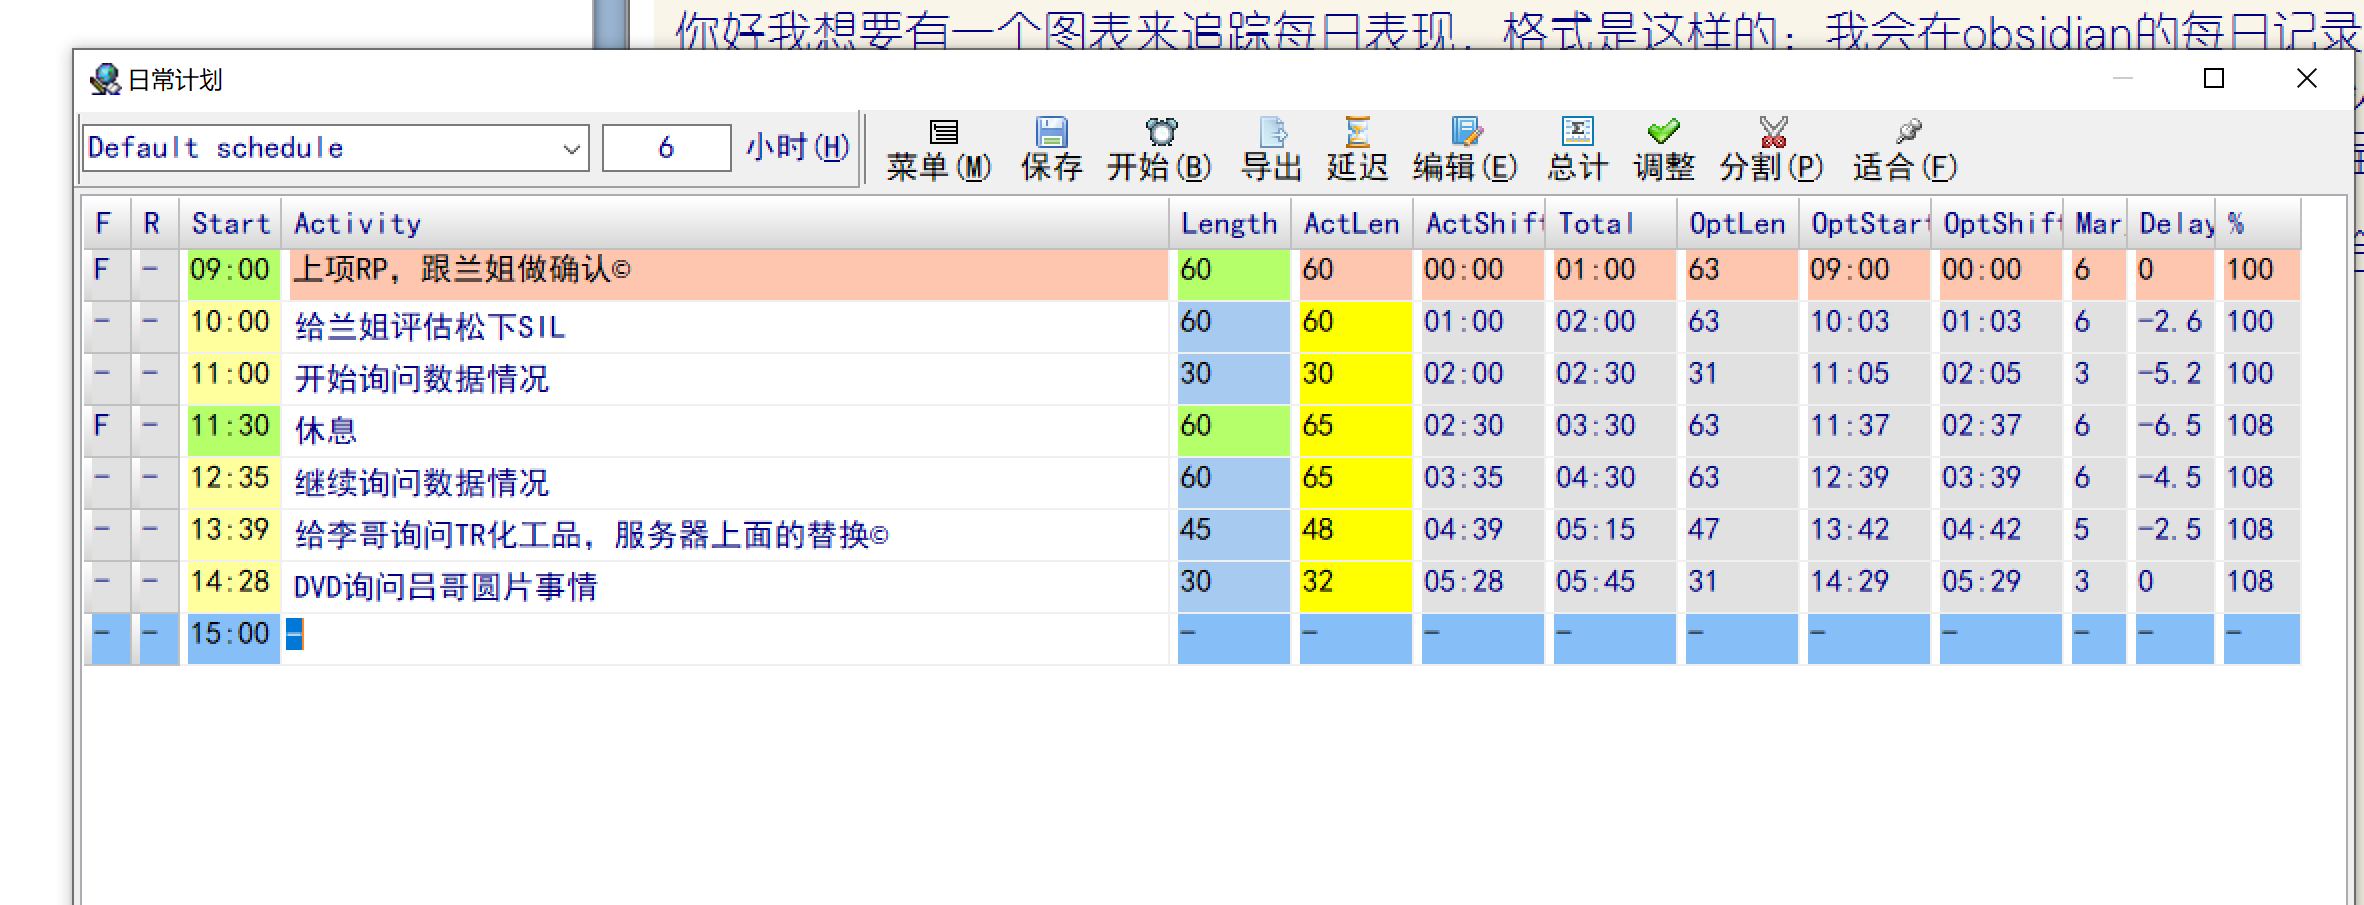 你好我想要有一个图表来追踪每日表现，格式是这样的：我会在obsidian的每日记录
日常计划
Default schedule 6 小时(H) 菜单(M) 保存 开始(B) 导出 延迟 编辑(E) 总计 调整 分割(P) 适合(F)
F R Start Activity Length ActLen ActShift Total OptLen OptStart OptShift Mar Delay %
F - 09:00 上项RP，跟兰姐做确认© 60 60 00:00 01:00 63 09:00 00:00 6 0 100
- - 10:00 给兰姐评估松下SIL 60 60 01:00 02:00 63 10:03 01:03 6 -2.6 100
- - 11:00 开始询问数据情况 30 30 02:00 02:30 31 11:05 02:05 3 -5.2 100
F - 11:30 休息 60 65 02:30 03:30 63 11:37 02:37 6 -6.5 108
- - 12:35 继续询问数据情况 60 65 03:35 04:30 63 12:39 03:39 6 -4.5 108
- - 13:39 给李哥询问TR化工品，服务器上面的替换© 45 48 04:39 05:15 47 13:42 04:42 5 -2.5 108
- - 14:28 DVD询问吕哥圆片事情 30 32 05:28 05:45 31 14:29 05:29 3 0 108
- - 15:00 - - - - - - - - - - -